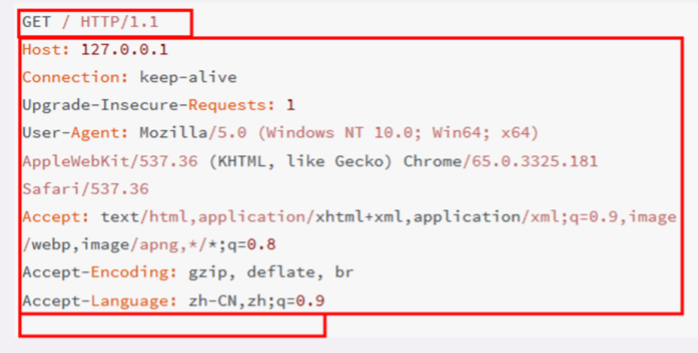 GET / HTTP/1.1
Host: 127.0.0.1
Connection: keep-alive
Upgrade-Insecure-Requests: 1
User-Agent: Mozilla/5.0 (Windows NT 10.0; Win64; x64)
AppleWebKit/537.36 (KHTML, like Gecko) Chrome/65.0.3325.181
Safari/537.36
Accept: text/html,application/xhtml+xml,application/xml;q=0.9,image
/webp,image/apng,*/*;q=0.8
Accept-Encoding: gzip, deflate, br
Accept-Language: zh-CN,zh;q=0.9